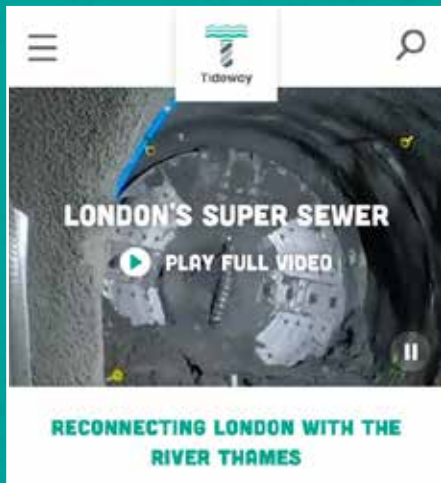 Tideway
LONDON'S SUPER SEWER
PLAY FULL VIDEO
RECONNECTING LONDON WITH THE
RIVER THAMES